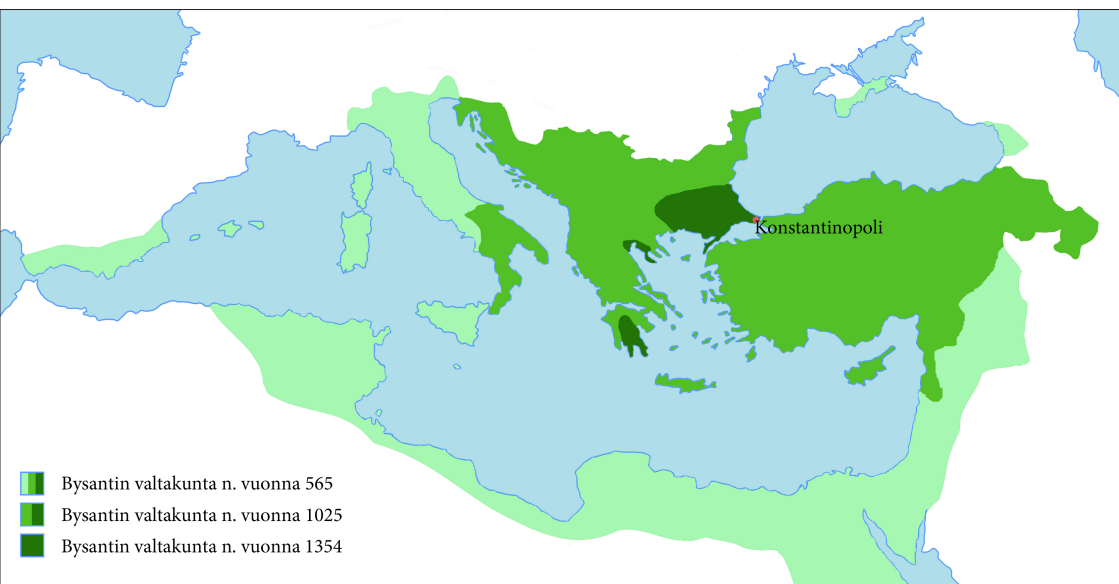 Konstantinopoli
Bysantin valtakunta n. vuonna 565
Bysantin valtakunta n. vuonna 1025
Bysantin valtakunta n. vuonna 1354